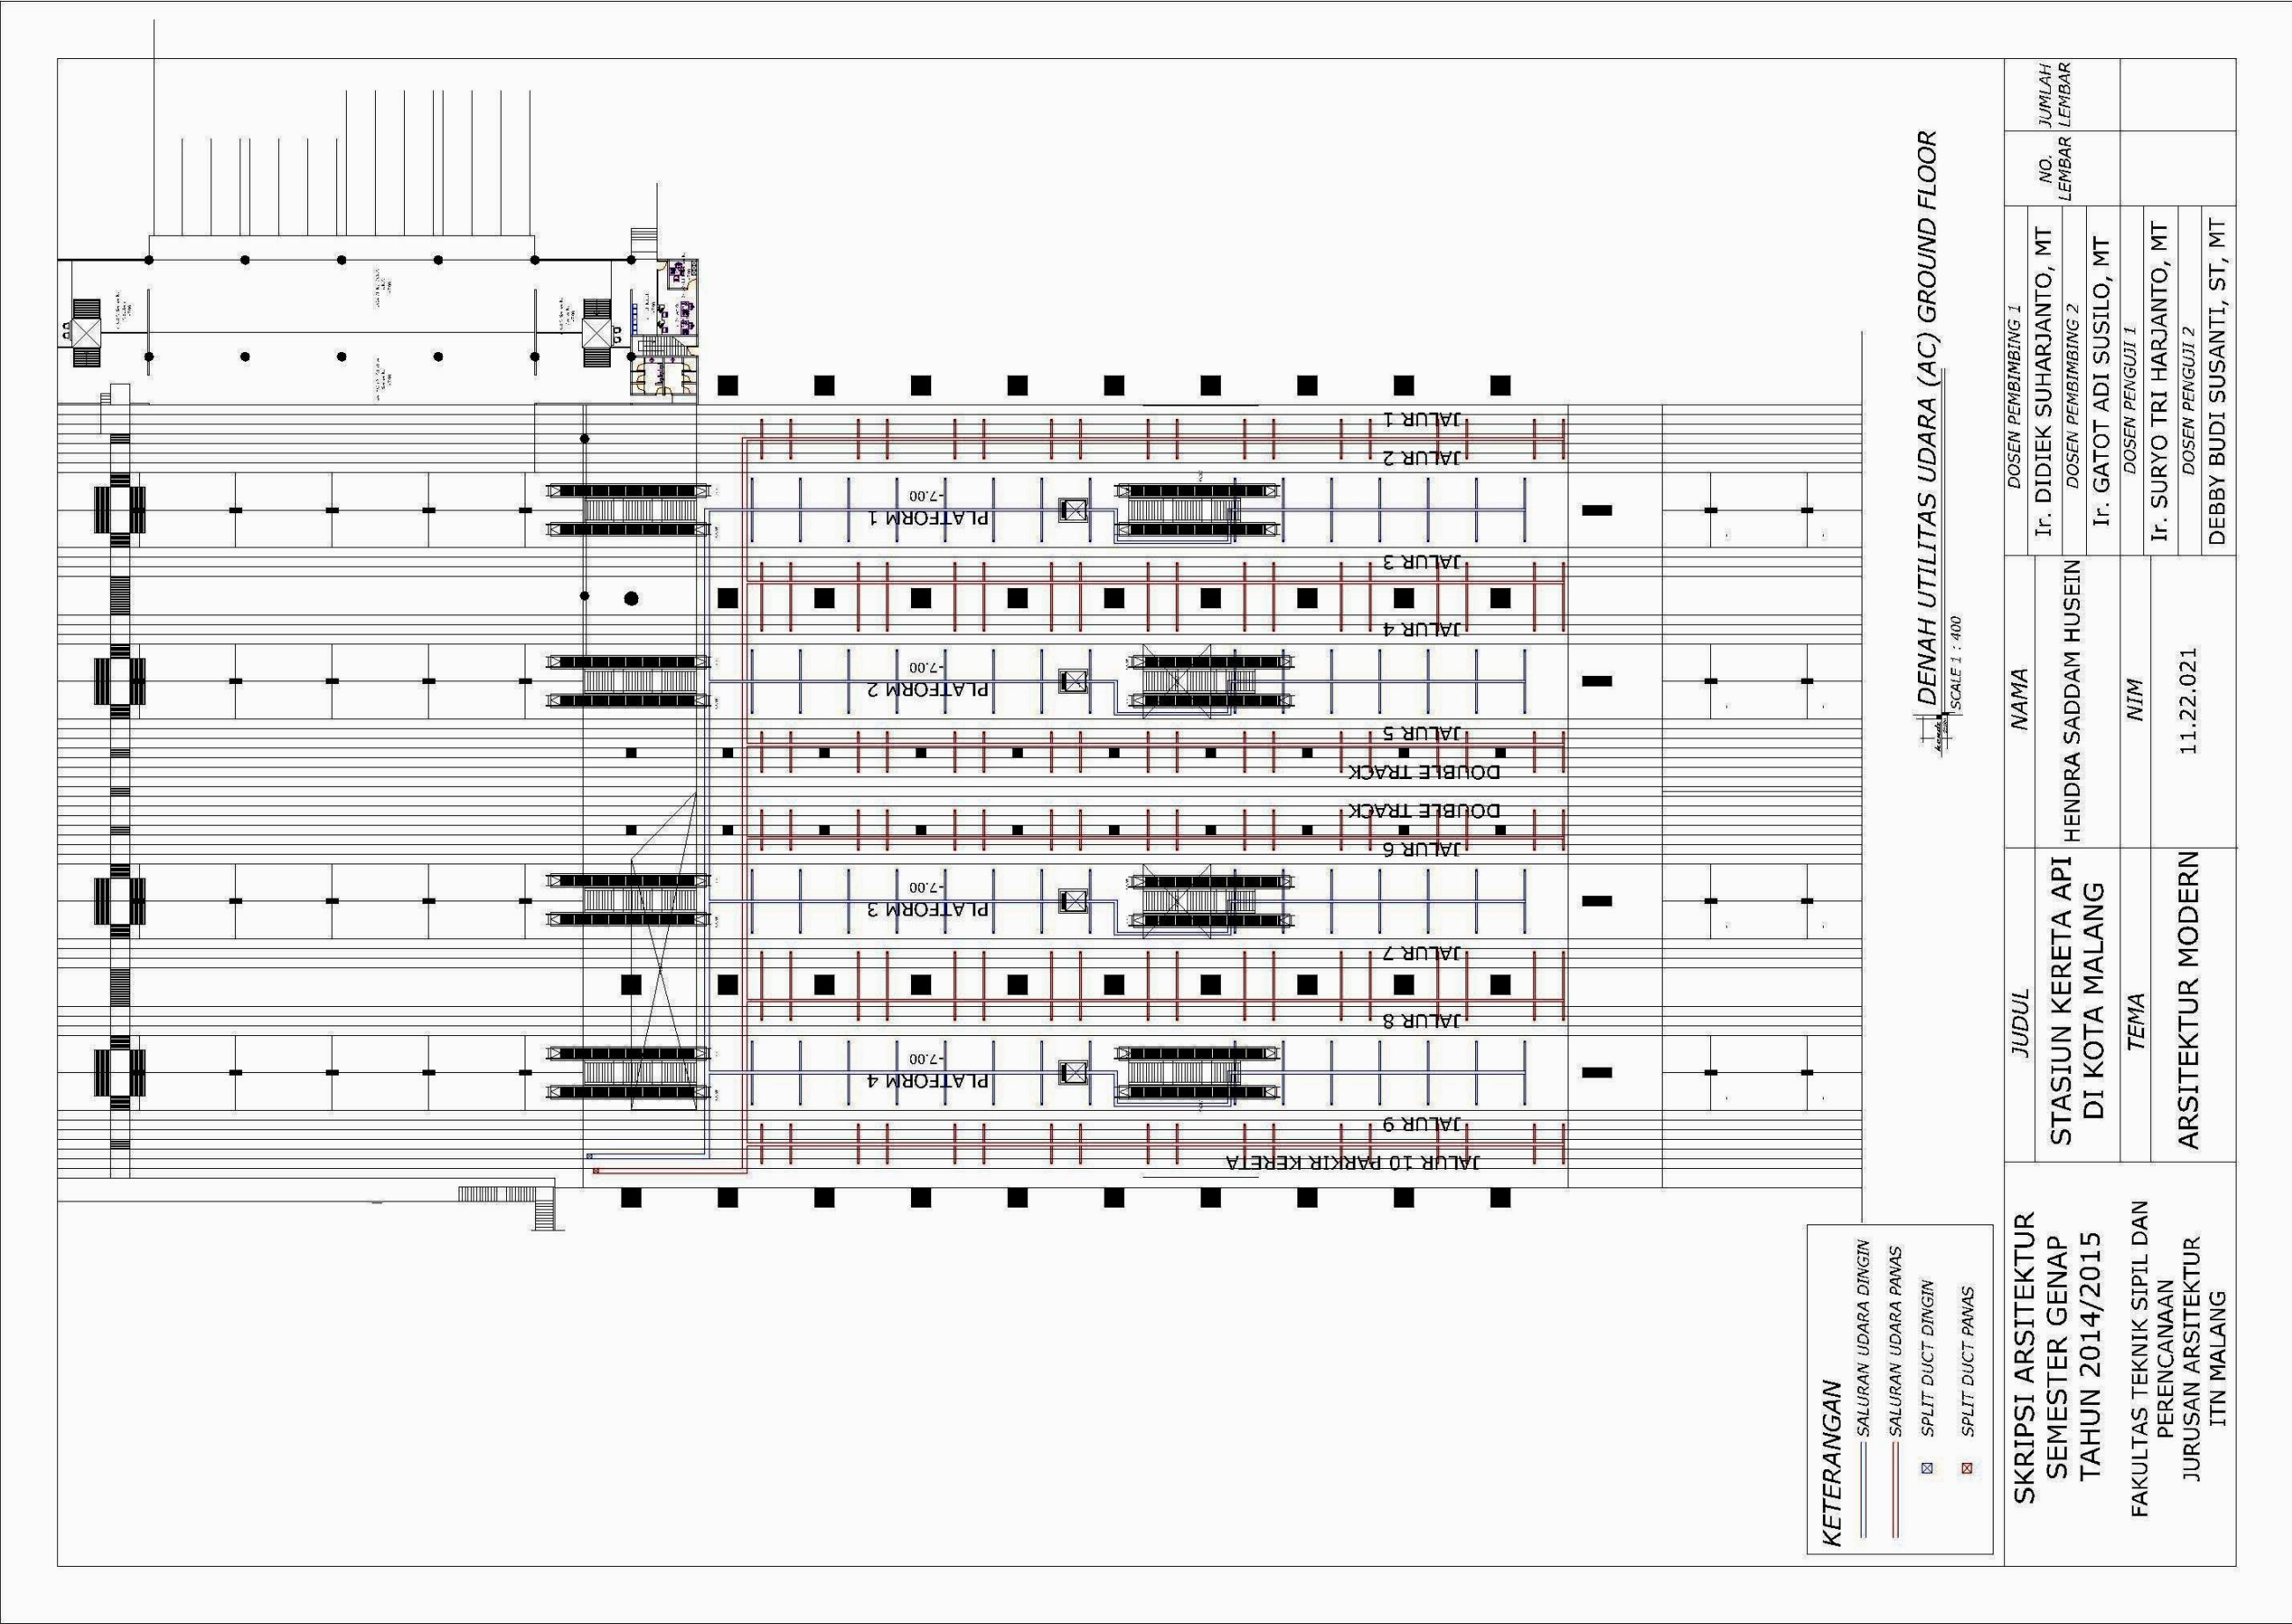 JALUR 1
JALUR 2
-7.00
PLATFORM 1
JALUR 3
JALUR 4
-7.00
PLATFORM 2
JALUR 5
DOUBLE TRACK
DOUBLE TRACK
JALUR 6
-7.00
PLATFORM 3
JALUR 7
JALUR 8
-7.00
PLATFORM 4
JALUR 9
JALUR 10 PARKIR KERETA
DENAH UTILITAS UDARA (AC) GROUND FLOOR
SCALE 1 : 400
KETERANGAN
SALURAN UDARA DINGIN
SALURAN UDARA PANAS
SPLIT DUCT DINGIN
SPLIT DUCT PANAS
SKRIPSI ARSITEKTUR
SEMESTER GENAP
TAHUN 2014/2015
FAKULTAS TEKNIK SIPIL DAN
PERENCANAAN
JURUSAN ARSITEKTUR
ITN MALANG
JUDUL
STASIUN KERETA API
DI KOTA MALANG
TEMA
ARSITEKTUR MODERN
NAMA
HENDRA SADDAM HUSEIN
NIM
11.22.021
DOSEN PEMBIMBING 1
Ir. DIDIEK SUHARJANTO, MT
DOSEN PEMBIMBING 2
Ir. GATOT ADI SUSILO, MT
DOSEN PENGUJI 1
Ir. SURYO TRI HARJANTO, MT
DOSEN PENGUJI 2
DEBBY BUDI SUSANTI, ST, MT
NO.
LEMBAR
JUMLAH
LEMBAR